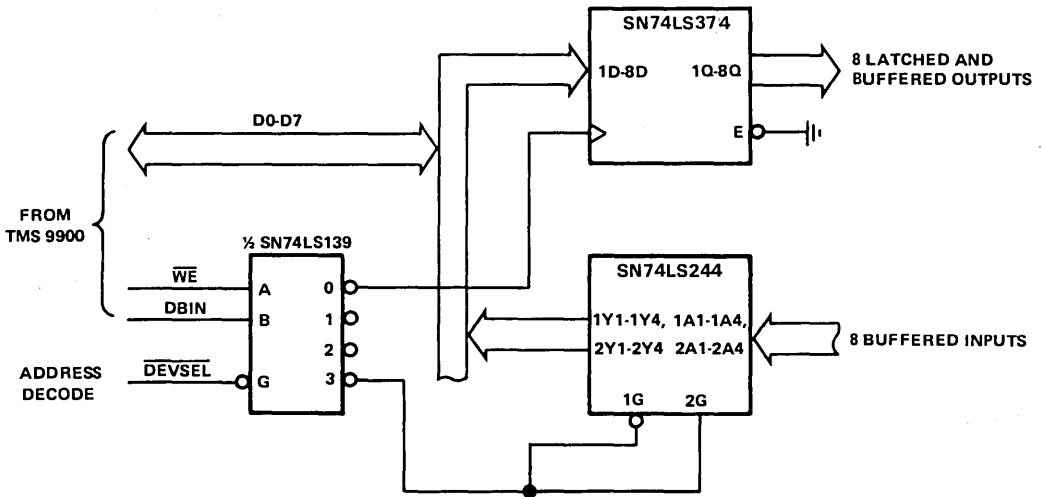 SN74LS374
1D-8D 1Q-8Q
E
8 LATCHED AND
BUFFERED OUTPUTS
D0-D7
FROM
TMS 9900
½ SN74LS139
WE
DBIN
DEVSEL
ADDRESS
DECODE
A
B
G
0
1
2
3
SN74LS244
1Y1-1Y4, 1A1-1A4,
2Y1-2Y4 2A1-2A4
1G 2G
8 BUFFERED INPUTS